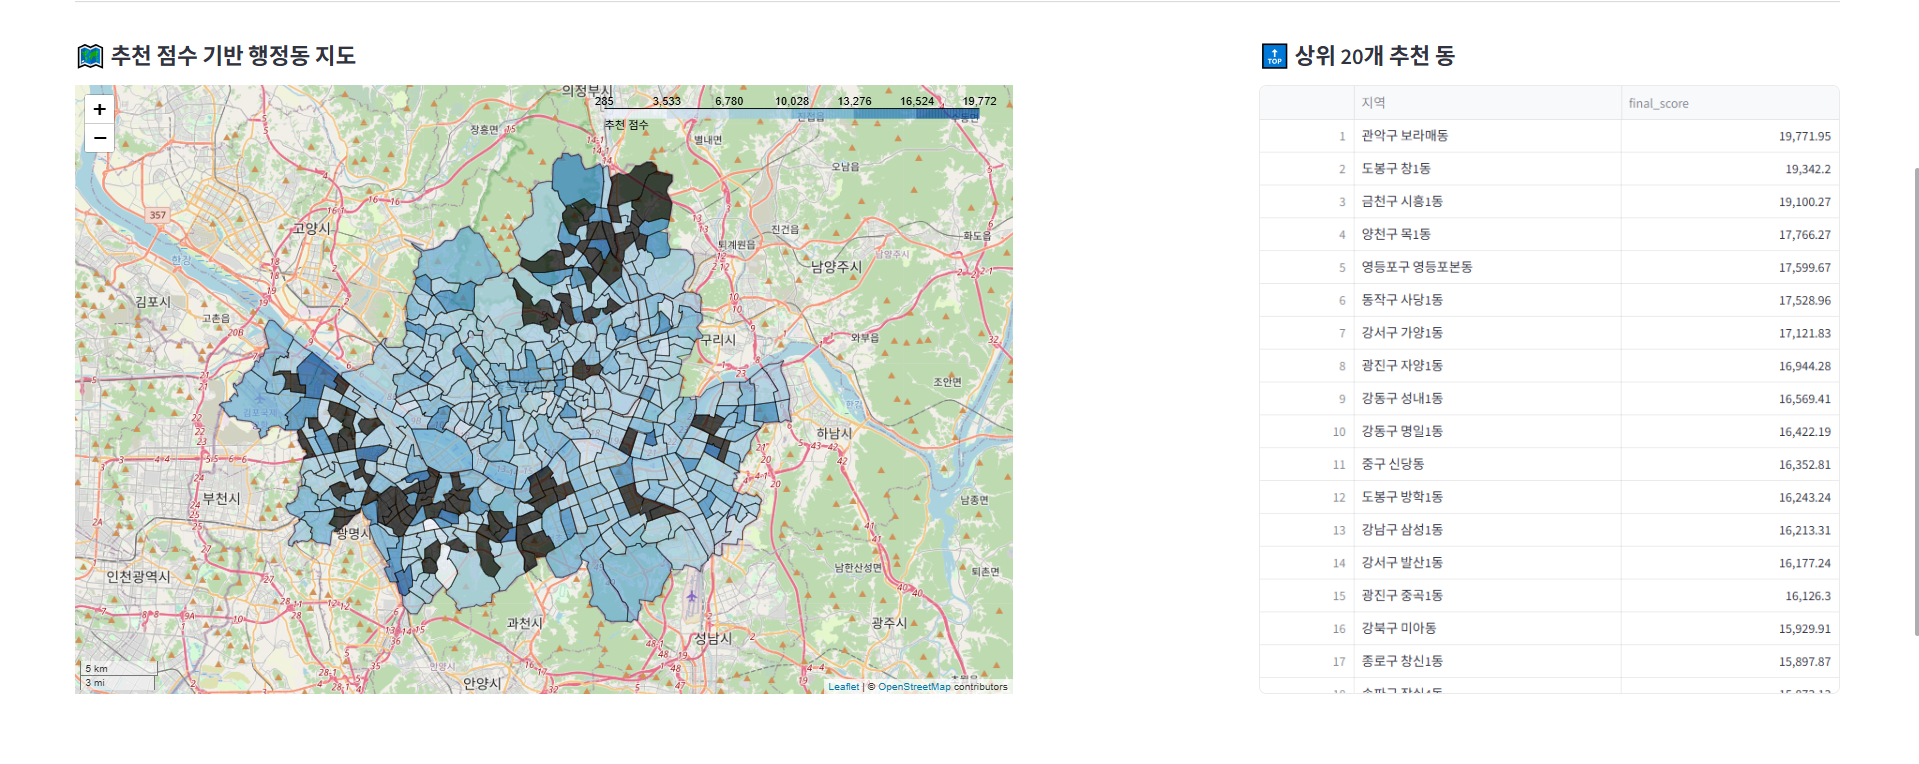 추천 점수 기반 행정동 지도
+
−
285 3,533 6,780 10,028 13,276 16,524 19,772
추천 점수
의정부시
장흥면
별내면
오남읍
고양시
퇴계원읍
진건읍
화도읍
남양주시
남양주시
한강
김포시
고촌읍
구리시
와부읍
조안면
한강
하남시
부천시
광명시
남종면
인천광역시
남한산성면
퇴촌면
과천시
성남시
광주시
안양시
안양시
357
5 km
3 mi
Leaflet | © OpenStreetMap contributors
상위 20개 추천 동
지역 final_score
1 관악구 보라매동 19,771.95
2 도봉구 창1동 19,342.2
3 금천구 시흥1동 19,100.27
4 양천구 목1동 17,766.27
5 영등포구 영등포본동 17,599.67
6 동작구 사당1동 17,528.96
7 강서구 가양1동 17,121.83
8 광진구 자양1동 16,944.28
9 강동구 성내1동 16,569.41
10 강동구 명일1동 16,422.19
11 중구 신당동 16,352.81
12 도봉구 방학1동 16,243.24
13 강남구 삼성1동 16,213.31
14 강서구 발산1동 16,177.24
15 광진구 중곡1동 16,126.3
16 강북구 미아동 15,929.91
17 종로구 창신1동 15,897.87